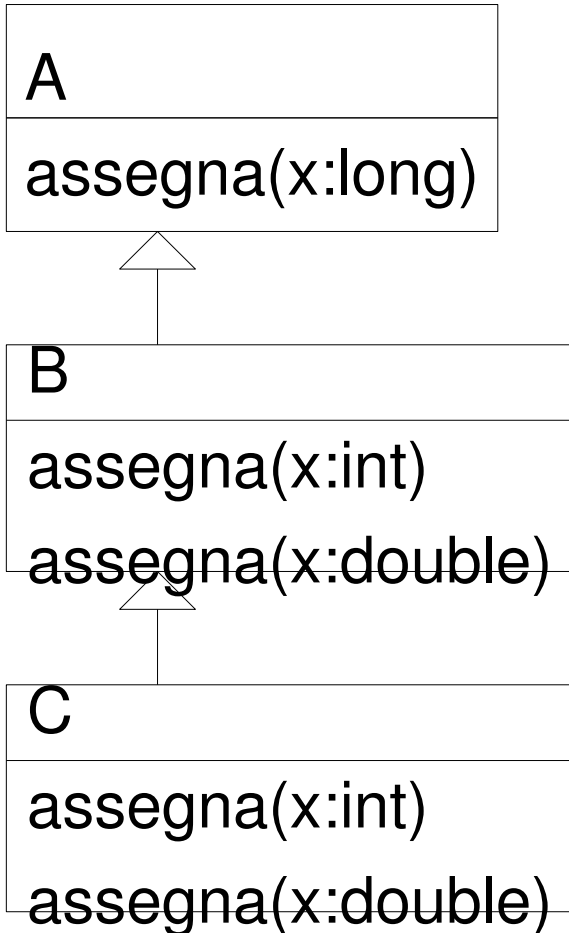 A
assegna(x:long)
B
assegna(x:int)
assegna(x:double)
C
assegna(x:int)
assegna(x:double)